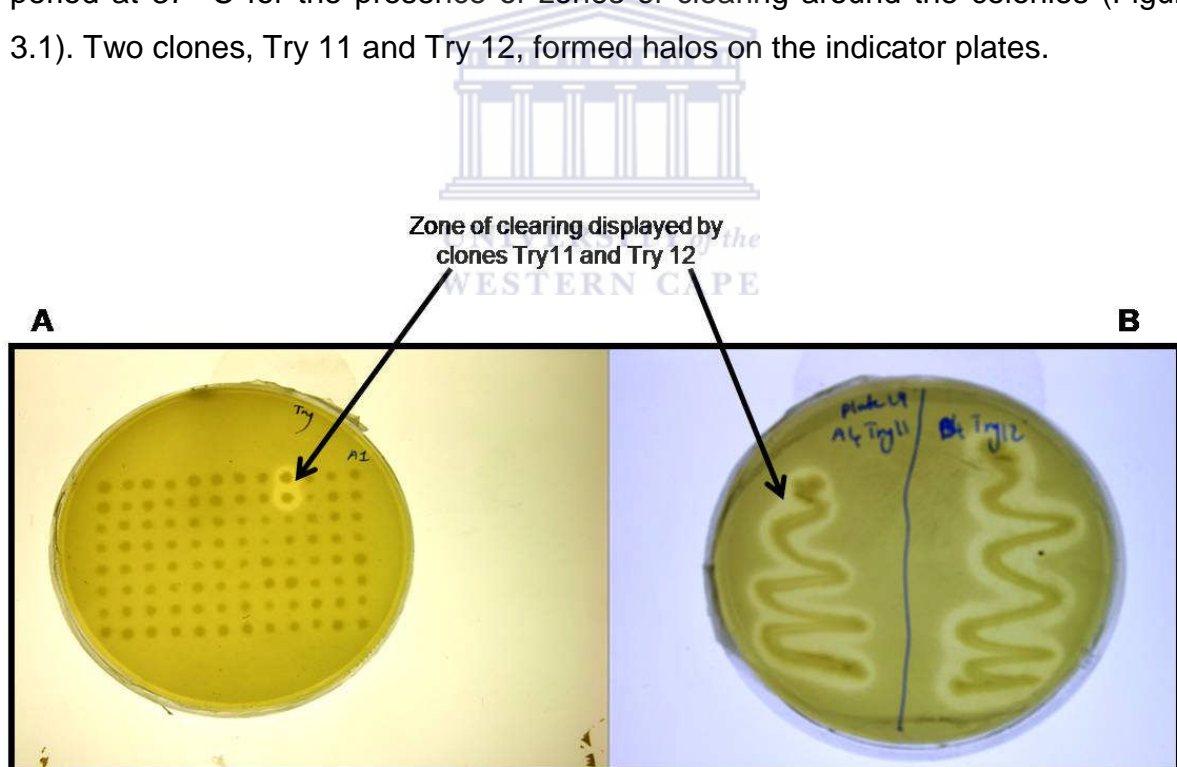 period at 37 °C for the presence of zones of clearing around the colonies (Figu
3.1). Two clones, Try 11 and Try 12, formed halos on the indicator plates.
UNIVERSITY of the
WESTERN CAPE
Zone of clearing displayed by
clones Try11 and Try 12
A
B
Try
A1
Plate 19
A4 Try11
B4 Try12